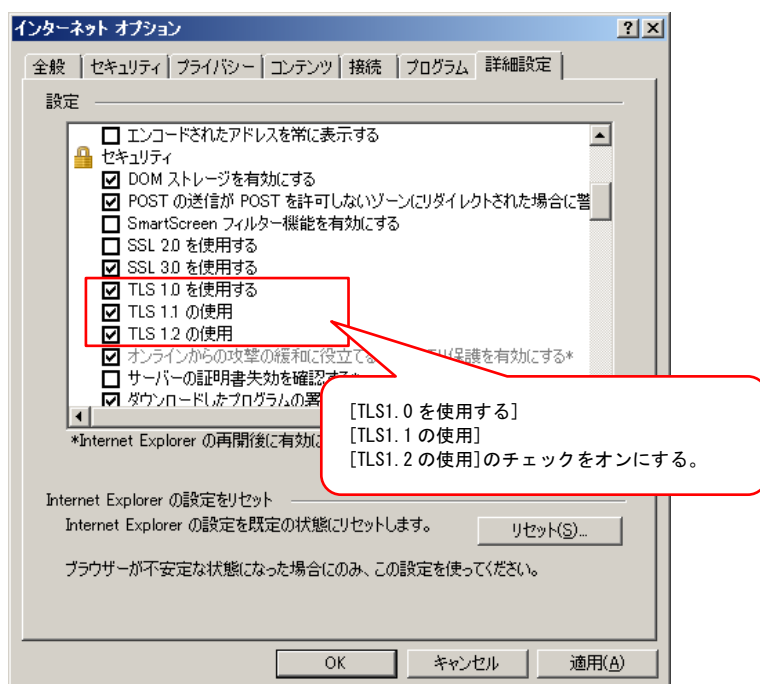 インターネット オプション
全般 セキュリティ プライバシー コンテンツ 接続 プログラム 詳細設定
設定
エンコードされたアドレスを常に表示する
セキュリティ
DOM ストレージを有効にする
POST の送信が POST を許可しないゾーンにリダイレクトされた場合に警
SmartScreen フィルター機能を有効にする
SSL 2.0 を使用する
SSL 3.0 を使用する
TLS 1.0 を使用する
TLS 1.1 の使用
TLS 1.2 の使用
オンラインからの攻撃の緩和に役立てる リ保護を有効にする*
サーバーの証明書失効を確認する*
ダウンロードしたプログラムの署
*Internet Explorer の再開後に有効に
[TLS1.0 を使用する]
[TLS1.1 の使用]
[TLS1.2 の使用]のチェックをオンにする。
Internet Explorer の設定をリセット
Internet Explorer の設定を既定の状態にリセットします。 リセット(S)...
ブラウザーが不安定な状態になった場合にのみ、この設定を使ってください。
OK キャンセル 適用(A)